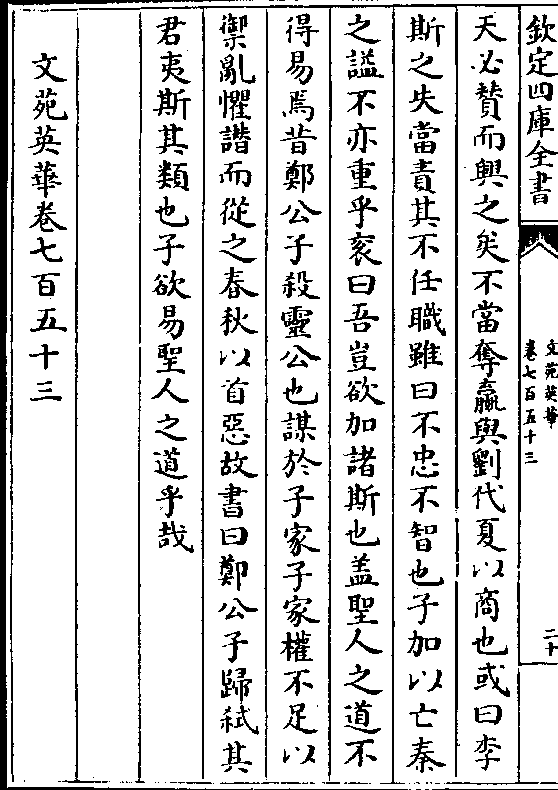 欽定四庫全書
文苑英華
卷七百五十三
二十
天必賛而興之矣不當奪嬴與劉代夏以商也或曰李
斯之失當責其不任職雖曰不忠不智也子加以亡秦
之諡不亦重乎衮曰吾豈欲加諸斯也盖聖人之道不
得易焉昔鄭公子殺靈公也謀於子家子家權不足以
禦亂懼譖而從之春秋以首惡故書曰鄭公子歸弑其
君夷斯其類也子欲易聖人之道乎哉
文苑英華卷七百五十三